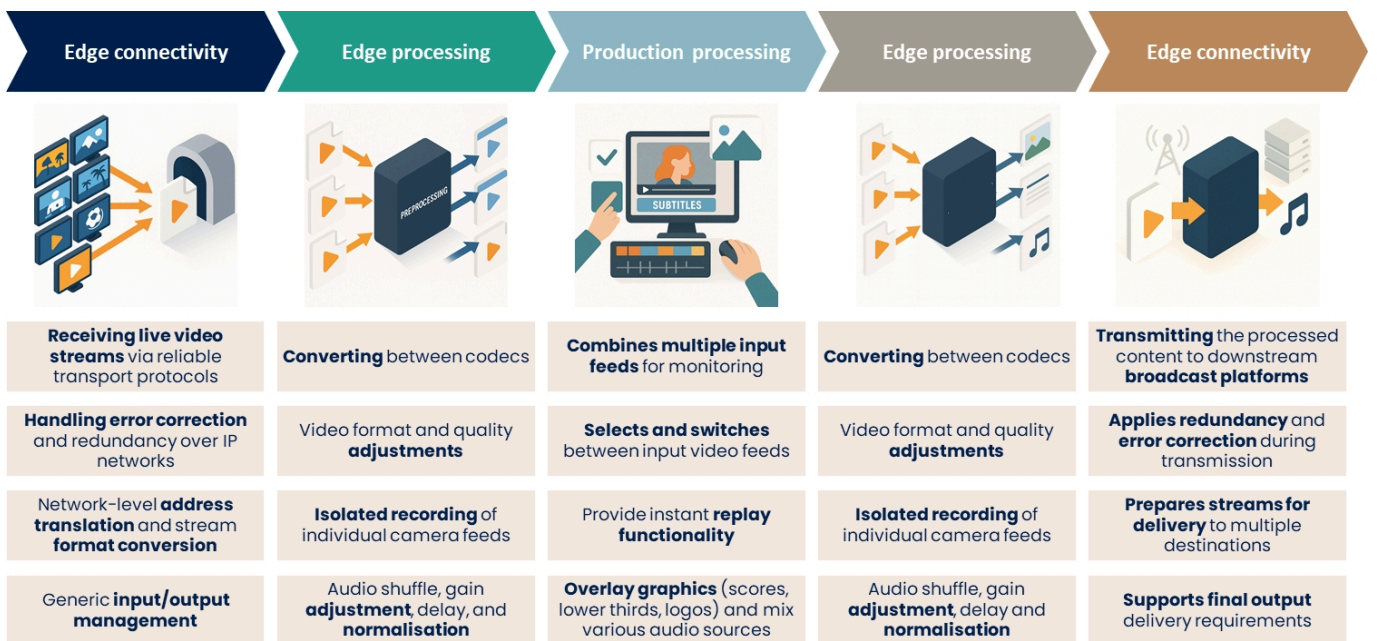 Edge connectivity
Edge processing
Production processing
Edge processing
Edge connectivity
PREPROCESSING
SUBTITLES
Receiving live video
streams via reliable
transport protocols
Converting between codecs
Combines multiple input
feeds for monitoring
Converting between codecs
Transmitting the processed
content to downstream
broadcast platforms
Handling error correction
and redundancy over IP
networks
Video format and quality
adjustments
Selects and switches
between input video feeds
Video format and quality
adjustments
Applies redundancy and
error correction during
transmission
Network-level address
translation and stream
format conversion
Isolated recording of
individual camera feeds
Provide instant replay
functionality
Isolated recording of
individual camera feeds
Prepares streams for
delivery to multiple
destinations
Generic input/output
management
Audio shuffle, gain
adjustment, delay, and
normalisation
Overlay graphics (scores,
lower thirds, logos) and mix
various audio sources
Audio shuffle, gain
adjustment, delay and
normalisation
Supports final output
delivery requirements